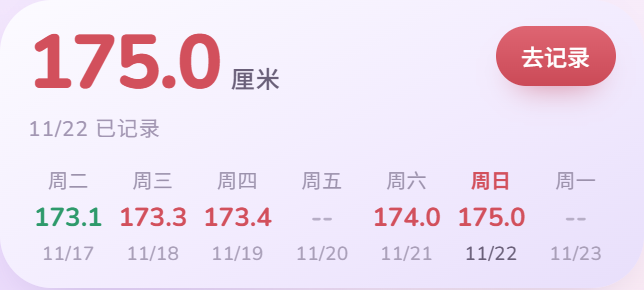 175.0 厘米
去记录
11/22 已记录
周二 周三 周四 周五 周六 周日 周一
173.1 173.3 173.4 -- 174.0 175.0 --
11/17 11/18 11/19 11/20 11/21 11/22 11/23